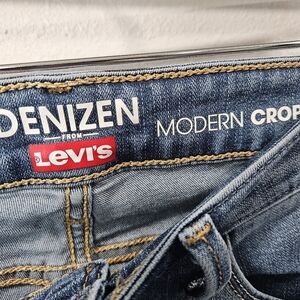 DENIZEN
FROM
Levi's
MODERN CROP